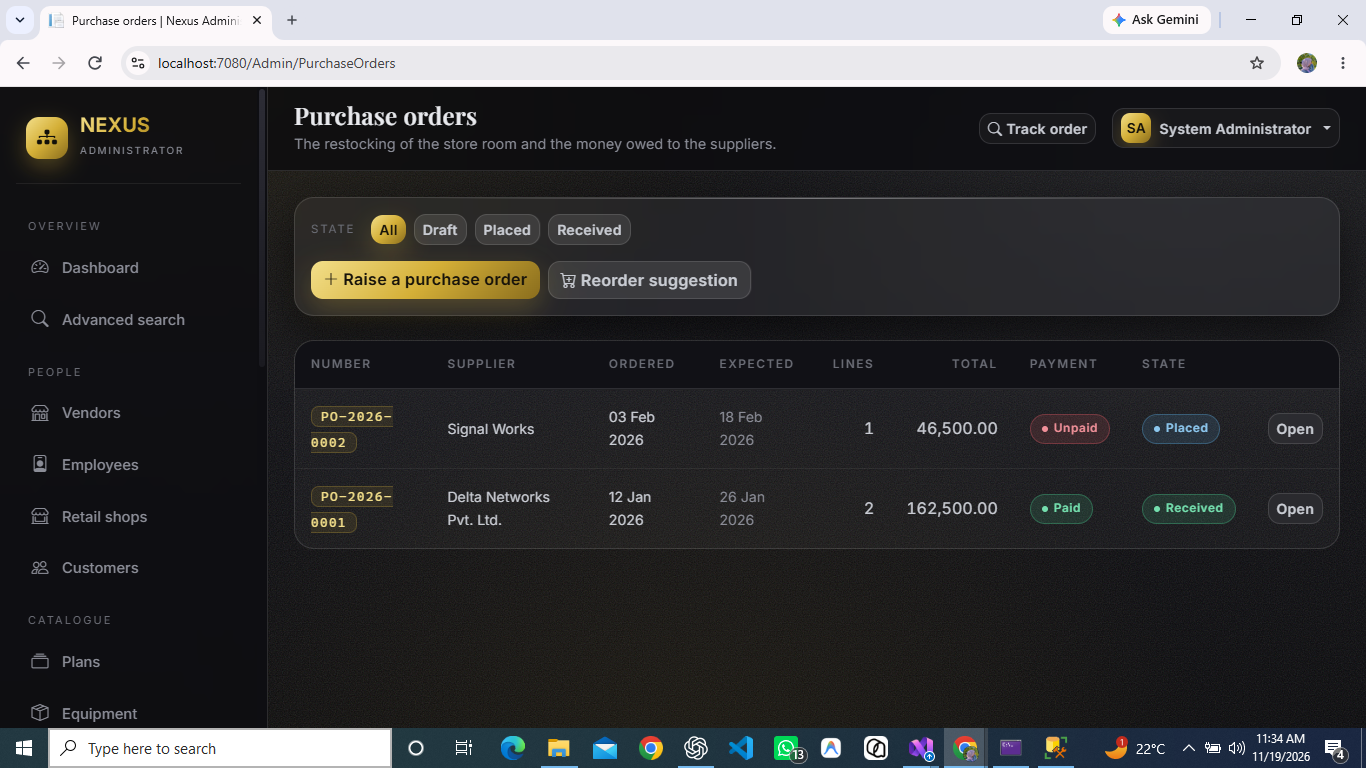 Purchase orders | Nexus Admini
Ask Gemini
localhost:7080/Admin/PurchaseOrders
NEXUS
ADMINISTRATOR
OVERVIEW
Dashboard
Advanced search
PEOPLE
Vendors
Employees
Retail shops
Customers
CATALOGUE
Plans
Equipment
Purchase orders
The restocking of the store room and the money owed to the suppliers.
Track order
SA System Administrator
STATE All Draft Placed Received
+ Raise a purchase order Reorder suggestion
NUMBER SUPPLIER ORDERED EXPECTED LINES TOTAL PAYMENT STATE
PO-2026-
0002
Signal Works
03 Feb
2026
18 Feb
2026
1
46,500.00
Unpaid
Placed
Open
PO-2026-
0001
Delta Networks
Pvt. Ltd.
12 Jan
2026
26 Jan
2026
2
162,500.00
Paid
Received
Open
Type here to search
13
1
22°C
11:34 AM
11/19/2026
4